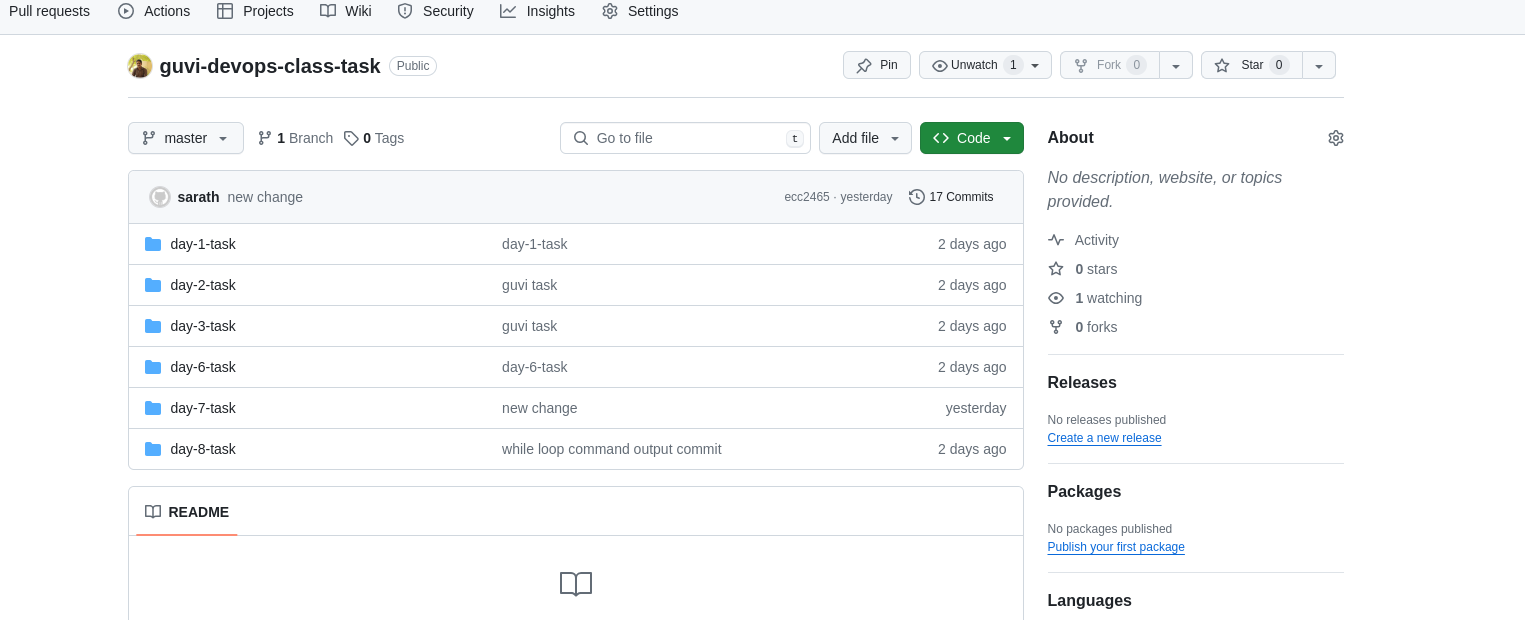 Pull requests Actions Projects Wiki Security Insights Settings
guvi-devops-class-task Public Pin Unwatch 1 Fork 0 Star 0
master 1 Branch 0 Tags Go to file t Add file Code
sarath new change ecc2465 · yesterday 17 Commits
day-1-task day-1-task 2 days ago
day-2-task guvi task 2 days ago
day-3-task guvi task 2 days ago
day-6-task day-6-task 2 days ago
day-7-task new change yesterday
day-8-task while loop command output commit 2 days ago
README
About
No description, website, or topics
provided.
Activity
0 stars
1 watching
0 forks
Releases
No releases published
Create a new release
Packages
No packages published
Publish your first package
Languages